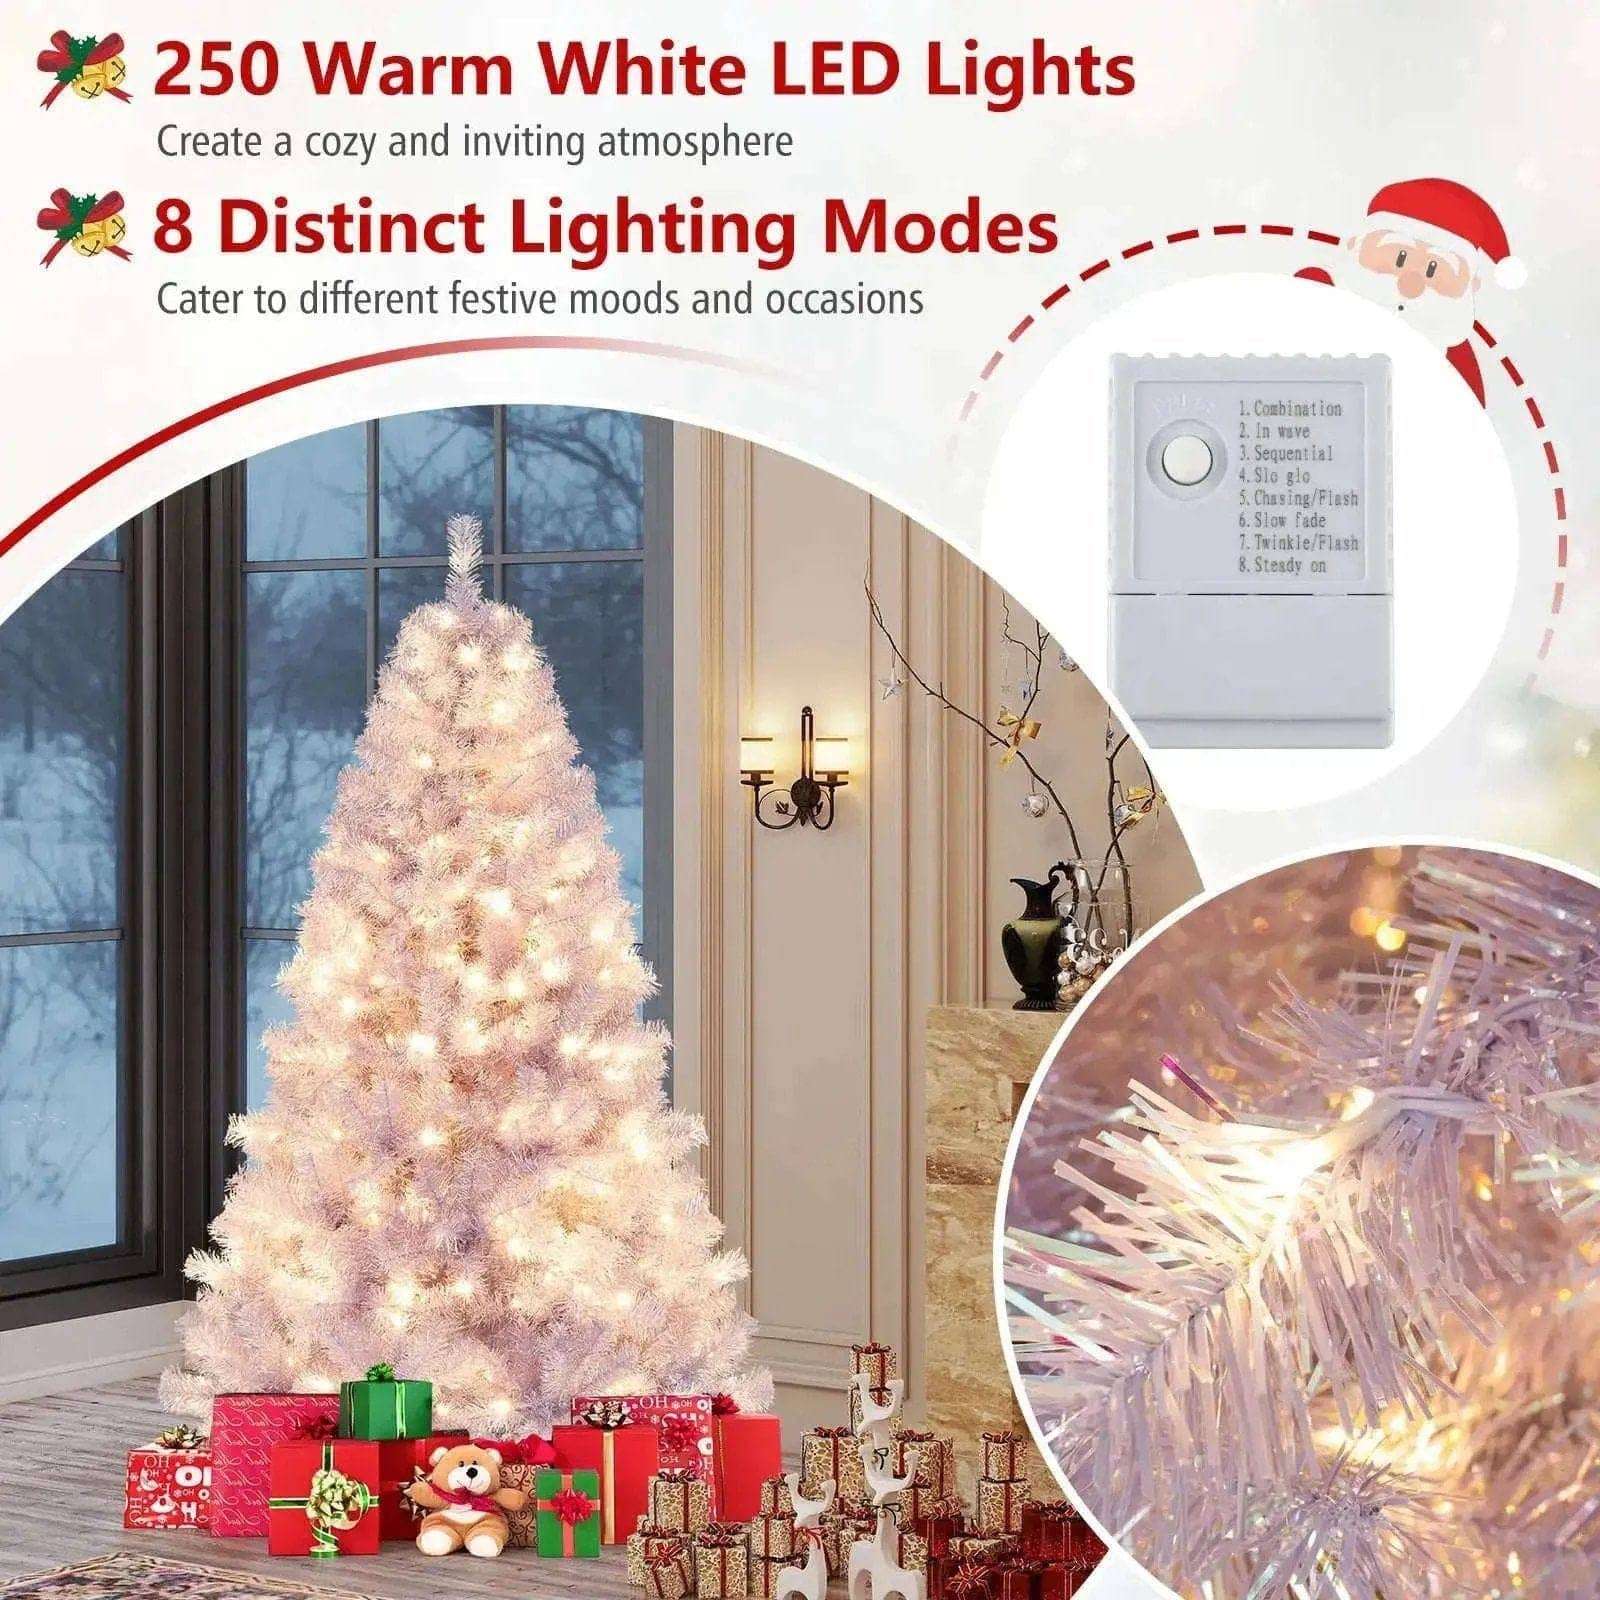 250 Warm White LED Lights
Create a cozy and inviting atmosphere
8 Distinct Lighting Modes
Cater to different festive moods and occasions
1. Combination
2. In wave
3. Sequential
4. Slo glo
5. Chasing/Flash
6. Slow fade
7. Twinkle/Flash
8. Steady on